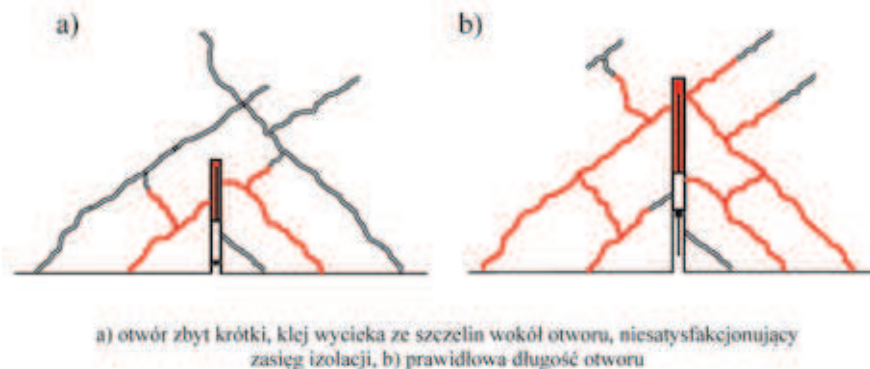 a)
b)
a) otwór zbyt krótki, klej wycieka ze szczelin wokół otworu, niesatysfakcjonujący
zasięg izolacji, b) prawidłowa długość otworu